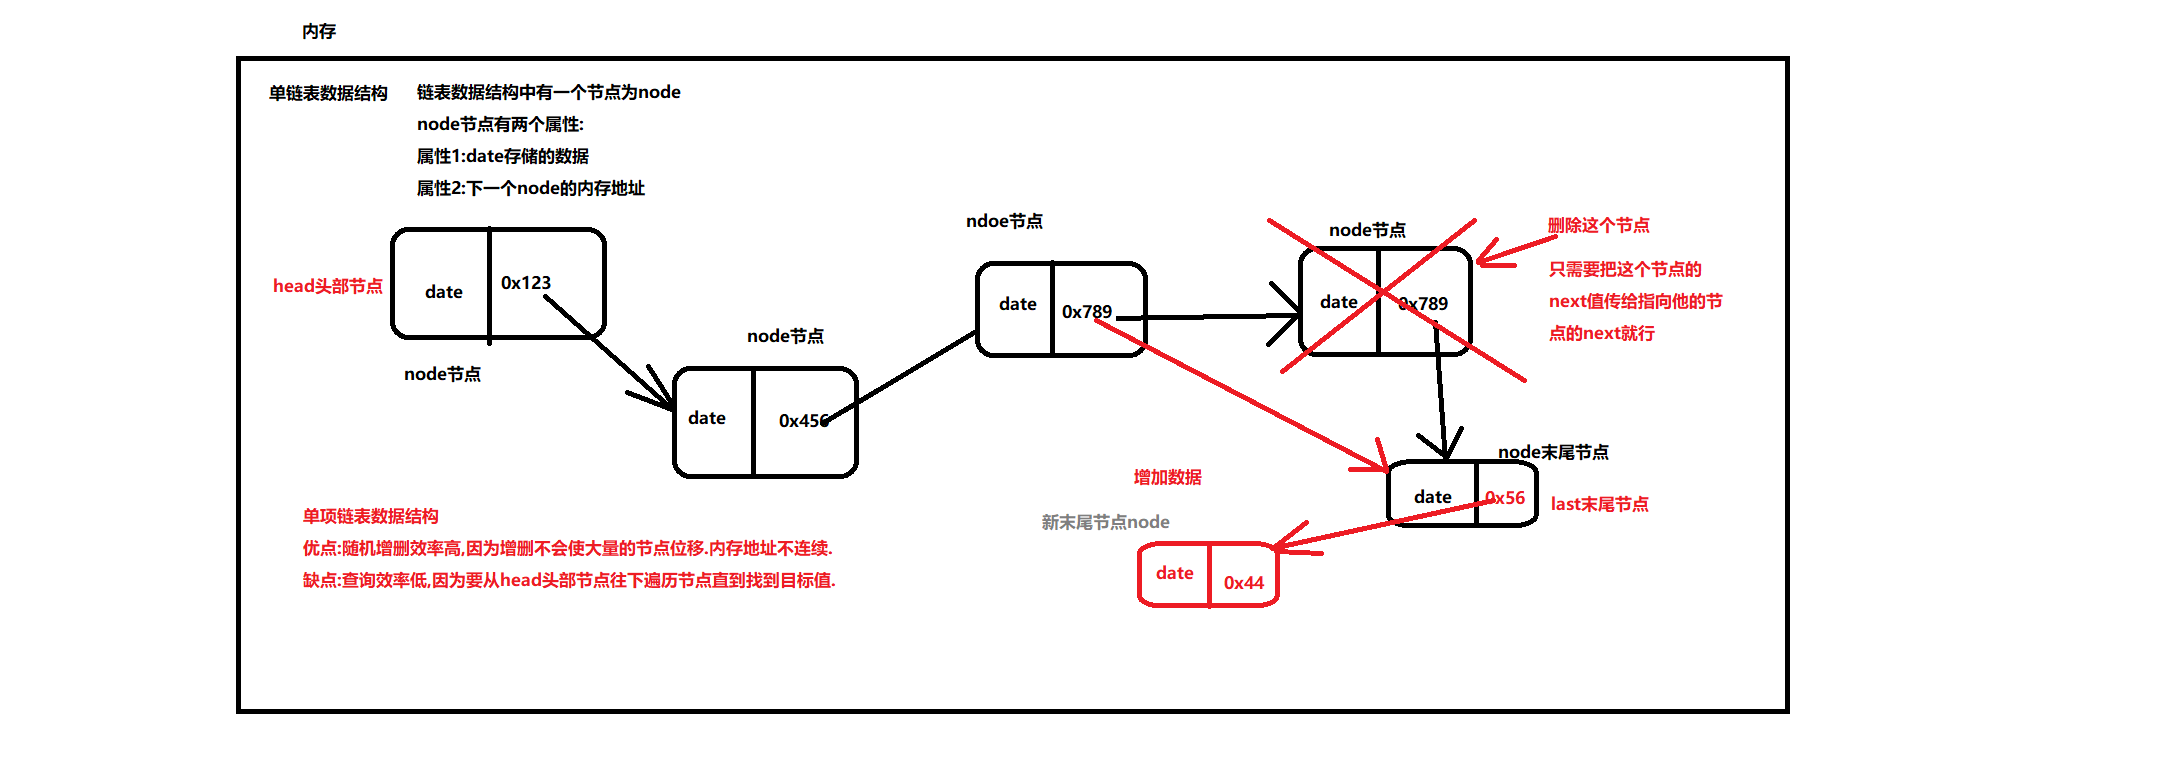 内存
单链表数据结构
链表数据结构中有一个节点为node
node节点有两个属性:
属性1:date存储的数据
属性2:下一个node的内存地址
head头部节点
date
0x123
node节点
node节点
date
0x456
ndoe节点
date
0x789
node节点
date
0x789
删除这个节点
只需要把这个节点的
next值传给指向他的节
点的next就行
node末尾节点
date
0x56
last末尾节点
增加数据
新末尾节点node
date
0x44
单项链表数据结构
优点:随机增删效率高,因为增删不会使大量的节点位移.内存地址不连续.
缺点:查询效率低,因为要从head头部节点往下遍历节点直到找到目标值.